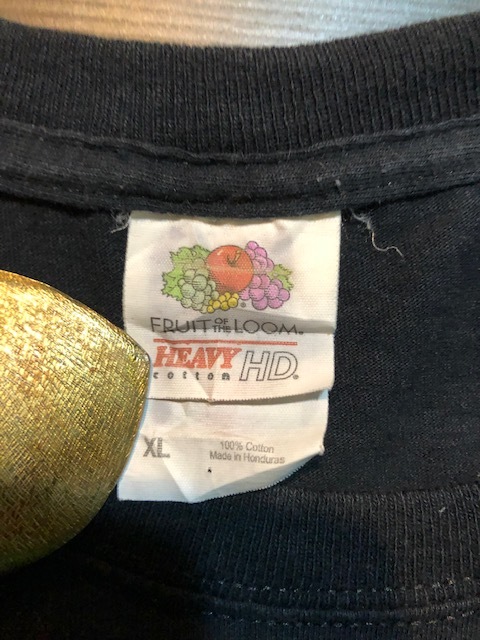 FRUIT OF THE LOOM®
HEAVY
cotton HD®
XL
100% Cotton
Made in Honduras